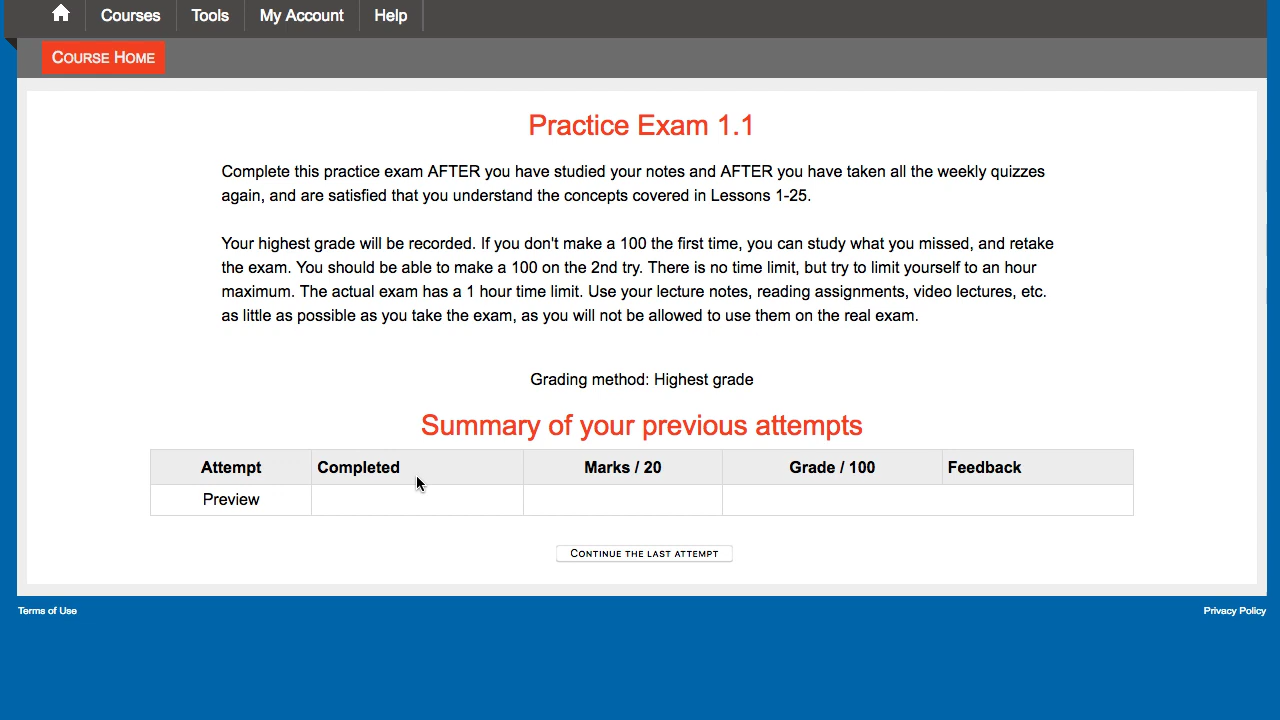 Courses Tools My Account Help
COURSE HOME
Practice Exam 1.1
Complete this practice exam AFTER you have studied your notes and AFTER you have taken all the weekly quizzes
again, and are satisfied that you understand the concepts covered in Lessons 1-25.
Your highest grade will be recorded. If you don't make a 100 the first time, you can study what you missed, and retake
the exam. You should be able to make a 100 on the 2nd try. There is no time limit, but try to limit yourself to an hour
maximum. The actual exam has a 1 hour time limit. Use your lecture notes, reading assignments, video lectures, etc.
as little as possible as you take the exam, as you will not be allowed to use them on the real exam.
Grading method: Highest grade
Summary of your previous attempts
Attempt Completed Marks / 20 Grade / 100 Feedback
Preview
CONTINUE THE LAST ATTEMPT
Terms of Use Privacy Policy